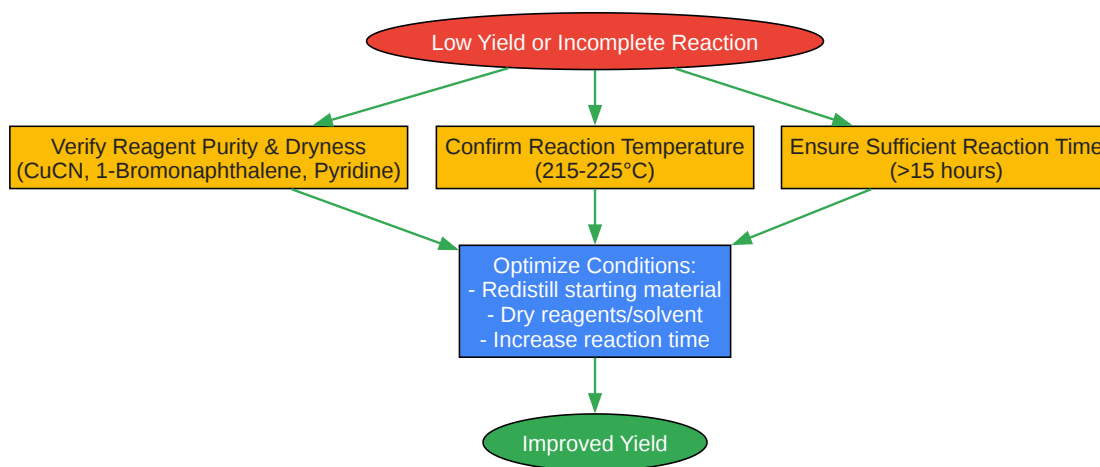 Low Yield or Incomplete Reaction
Verify Reagent Purity & Dryness
(CuCN, 1-Bromonaphthalene, Pyridine)
Confirm Reaction Temperature
(215-225°C)
Ensure Sufficient Reaction Time
(>15 hours)
Optimize Conditions:
- Redistill starting material
- Dry reagents/solvent
- Increase reaction time
Improved Yield